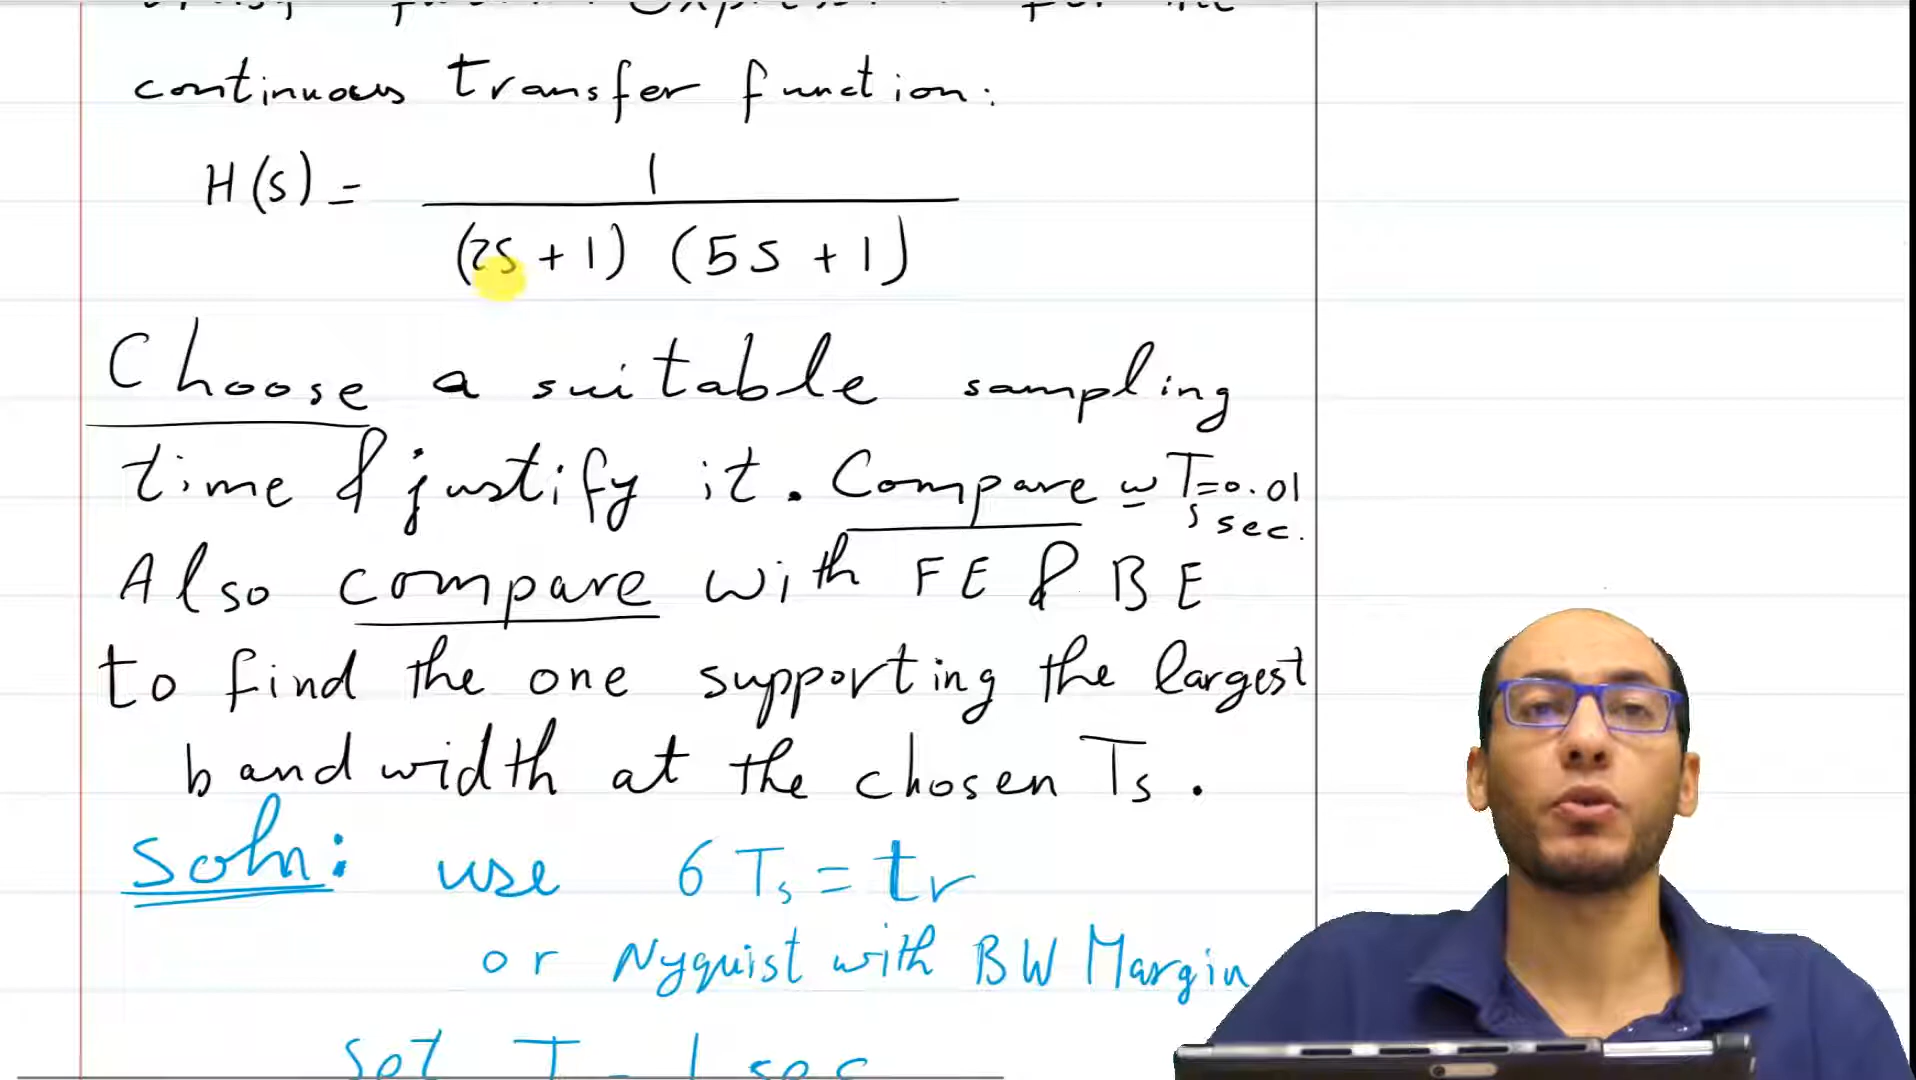 continuous transfer function:
H(s) = 1 / (2s + 1) (5s + 1)
Choose a suitable sampling
time & justify it. Compare w Ts=0.01 sec.
Also compare with FE & BE
to find the one supporting the largest
bandwidth at the chosen Ts.
Soln: use 6 Ts = tr
or Nyquist with BW Margin